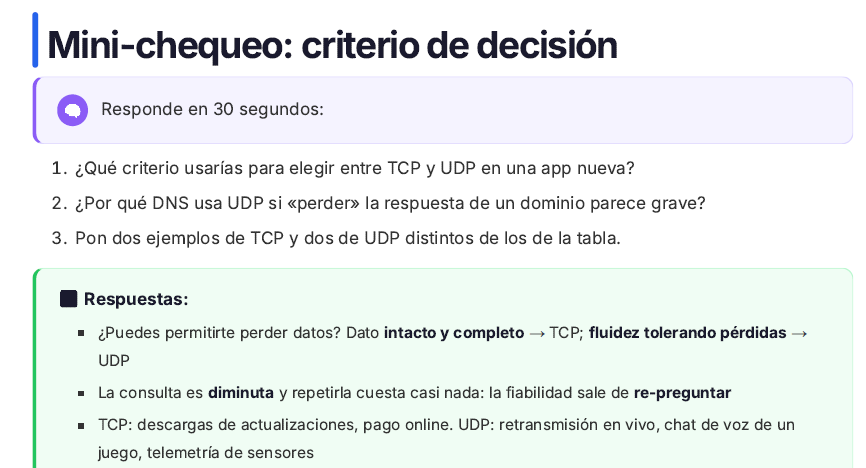 Mini-chequeo: criterio de decisión
Responde en 30 segundos:
1. ¿Qué criterio usarías para elegir entre TCP y UDP en una app nueva?
2. ¿Por qué DNS usa UDP si «perder» la respuesta de un dominio parece grave?
3. Pon dos ejemplos de TCP y dos de UDP distintos de los de la tabla.
Respuestas:
▪ ¿Puedes permitirte perder datos? Dato intacto y completo → TCP; fluidez tolerando pérdidas →
UDP
▪ La consulta es diminuta y repetirla cuesta casi nada: la fiabilidad sale de re-preguntar
▪ TCP: descargas de actualizaciones, pago online. UDP: retransmisión en vivo, chat de voz de un
juego, telemetría de sensores